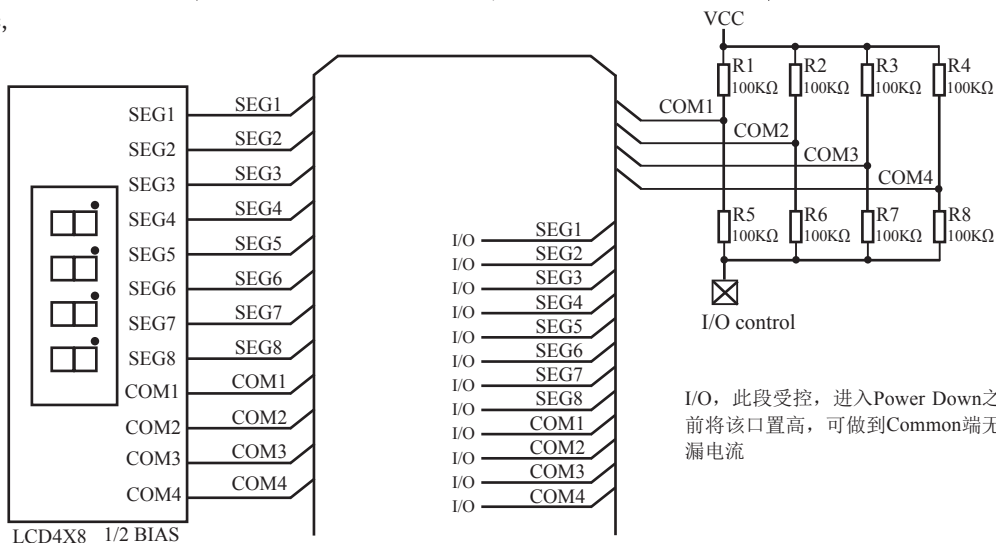 ,
VCC
R1
100KΩ
R2
100KΩ
R3
100KΩ
R4
100KΩ
COM1
COM2
COM3
COM4
R5
100KΩ
R6
100KΩ
R7
100KΩ
R8
100KΩ
I/O control
SEG1 SEG1
SEG2 SEG2
SEG3 SEG3
SEG4 SEG4
SEG5 SEG5
SEG6 SEG6
SEG7 SEG7
SEG8 SEG8
COM1 COM1
COM2 COM2
COM3 COM3
COM4 COM4
LCD4X8 1/2 BIAS
I/O SEG1
I/O SEG2
I/O SEG3
I/O SEG4
I/O SEG5
I/O SEG6
I/O SEG7
I/O SEG8
I/O COM1
I/O COM2
I/O COM3
I/O COM4
I/O，此段受控，进入Power Down之
前将该口置高，可做到Common端无
漏电流